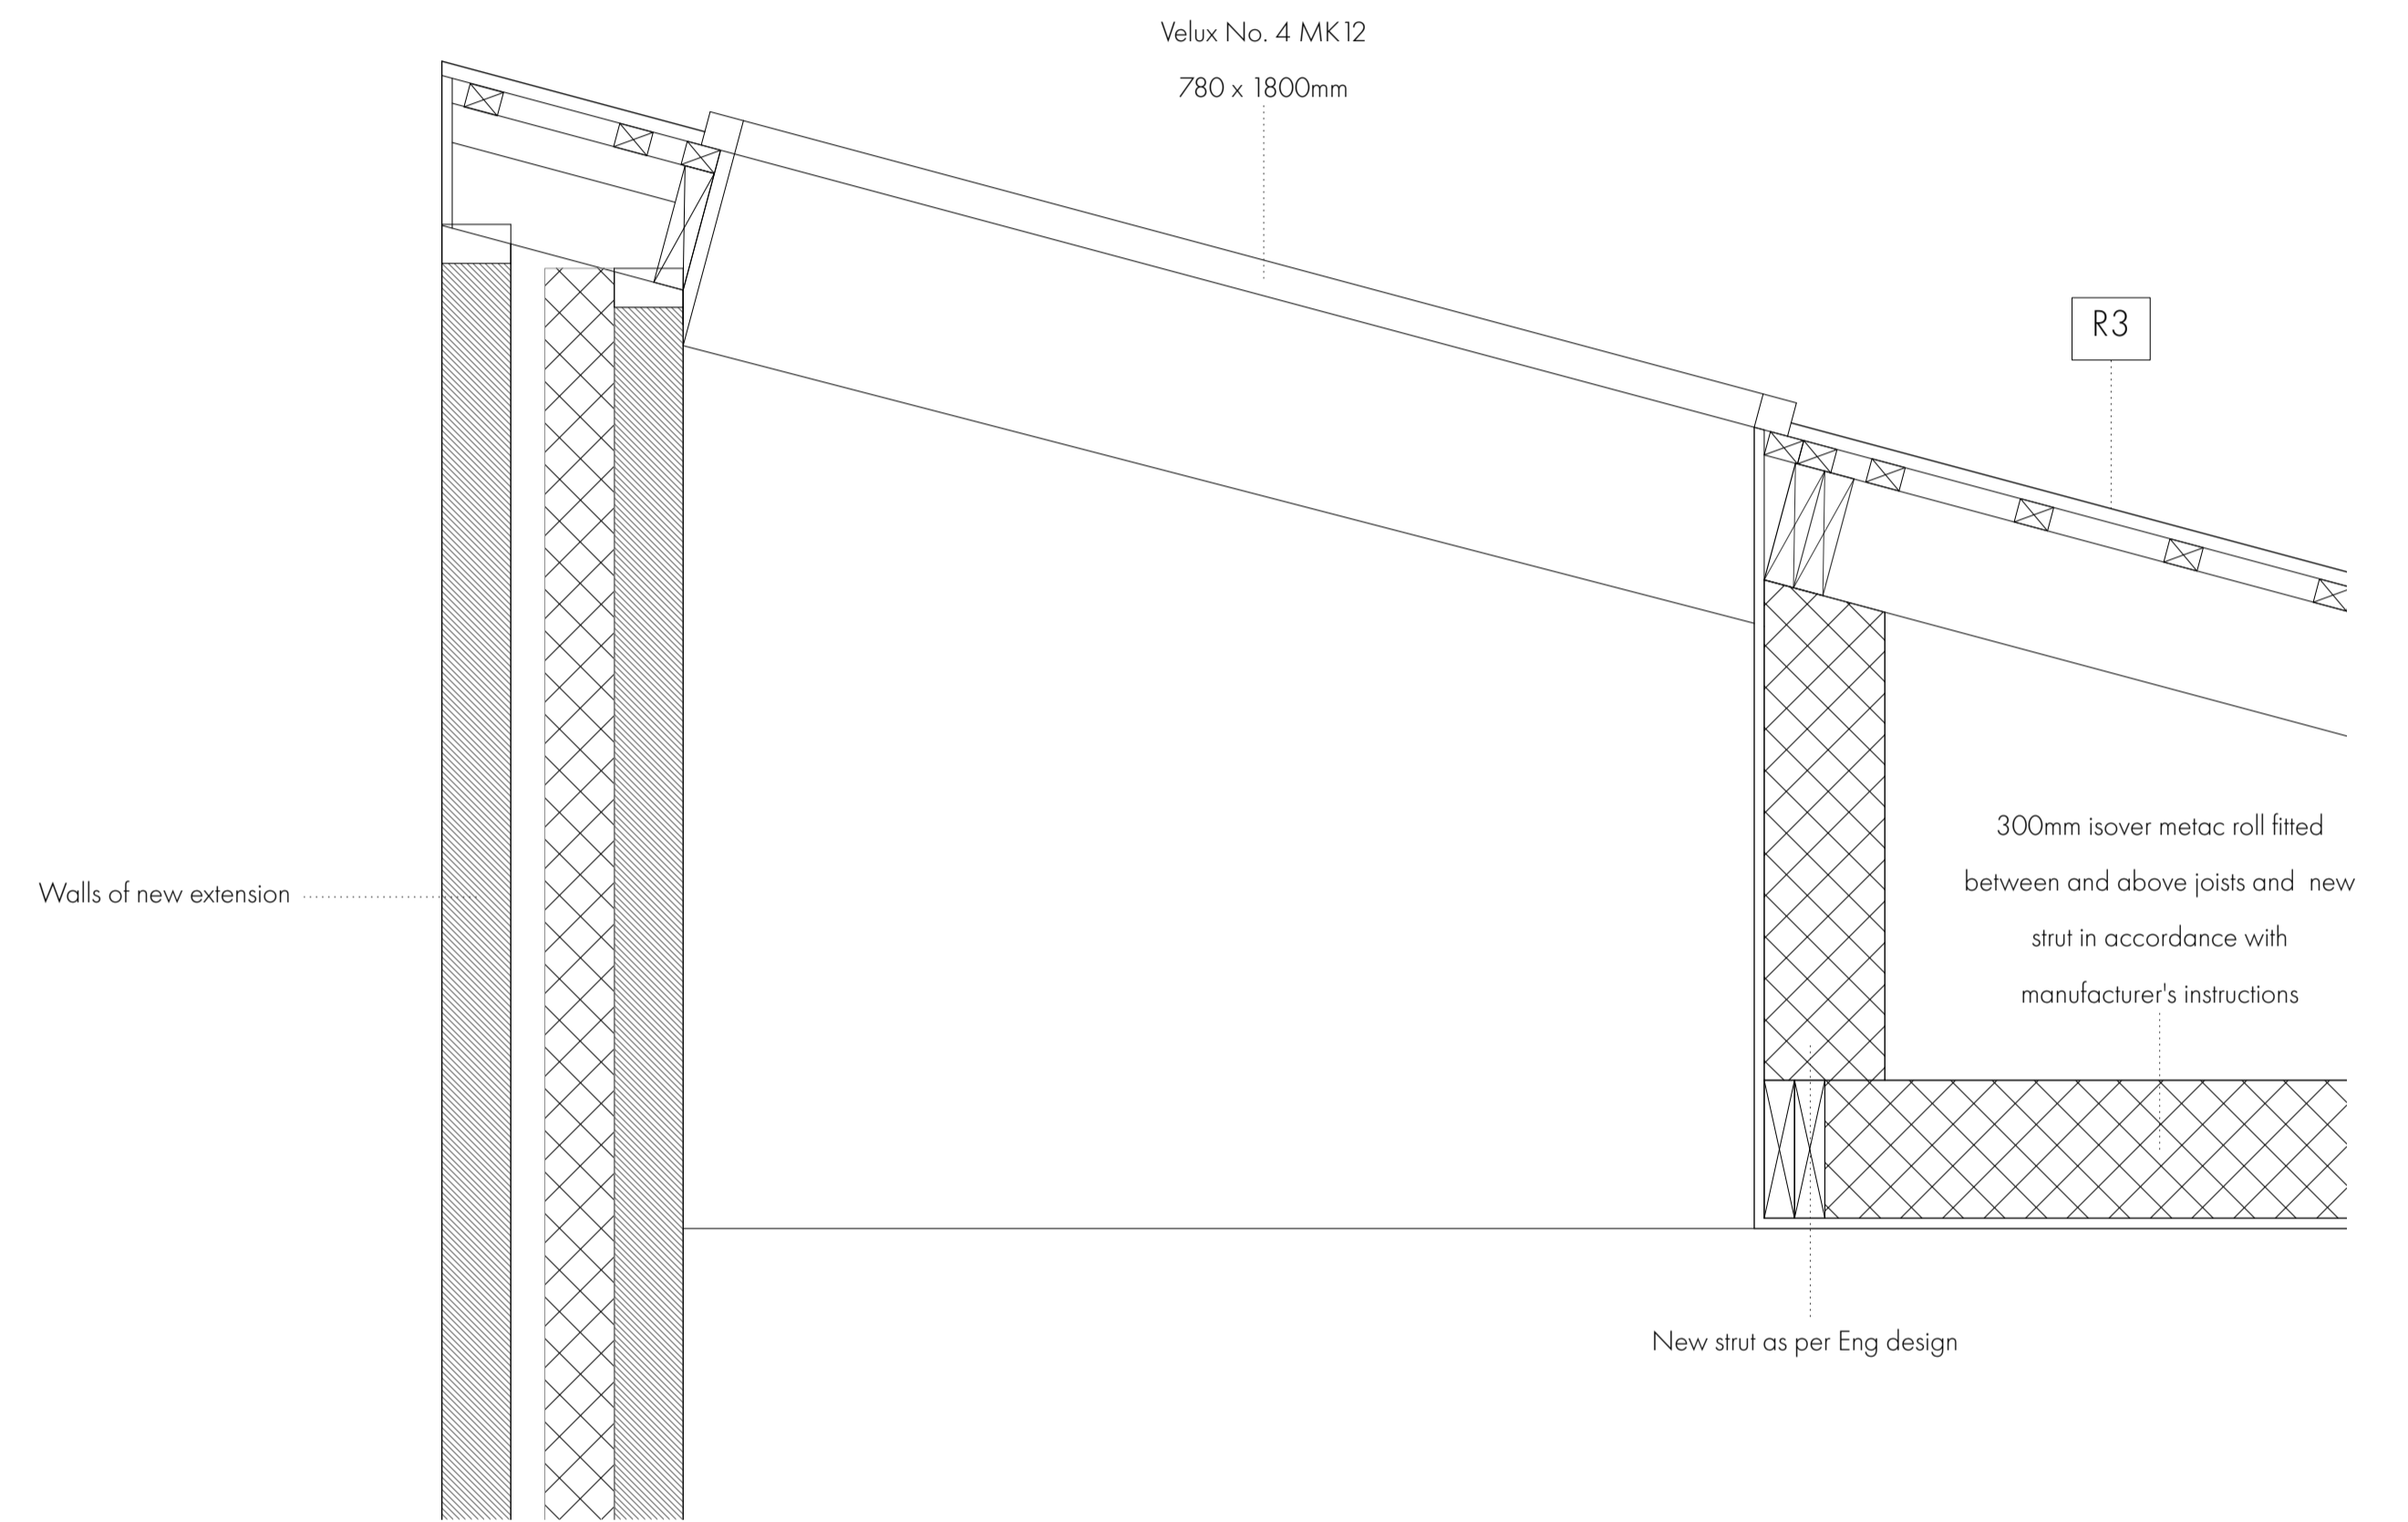 Velux No. 4 MK12
780 x 1800mm
R3
300mm isover metac roll fitted
between and above joists and  new
strut in accordance with
manufacturer's instructions
Walls of new extension
New strut as per Eng design